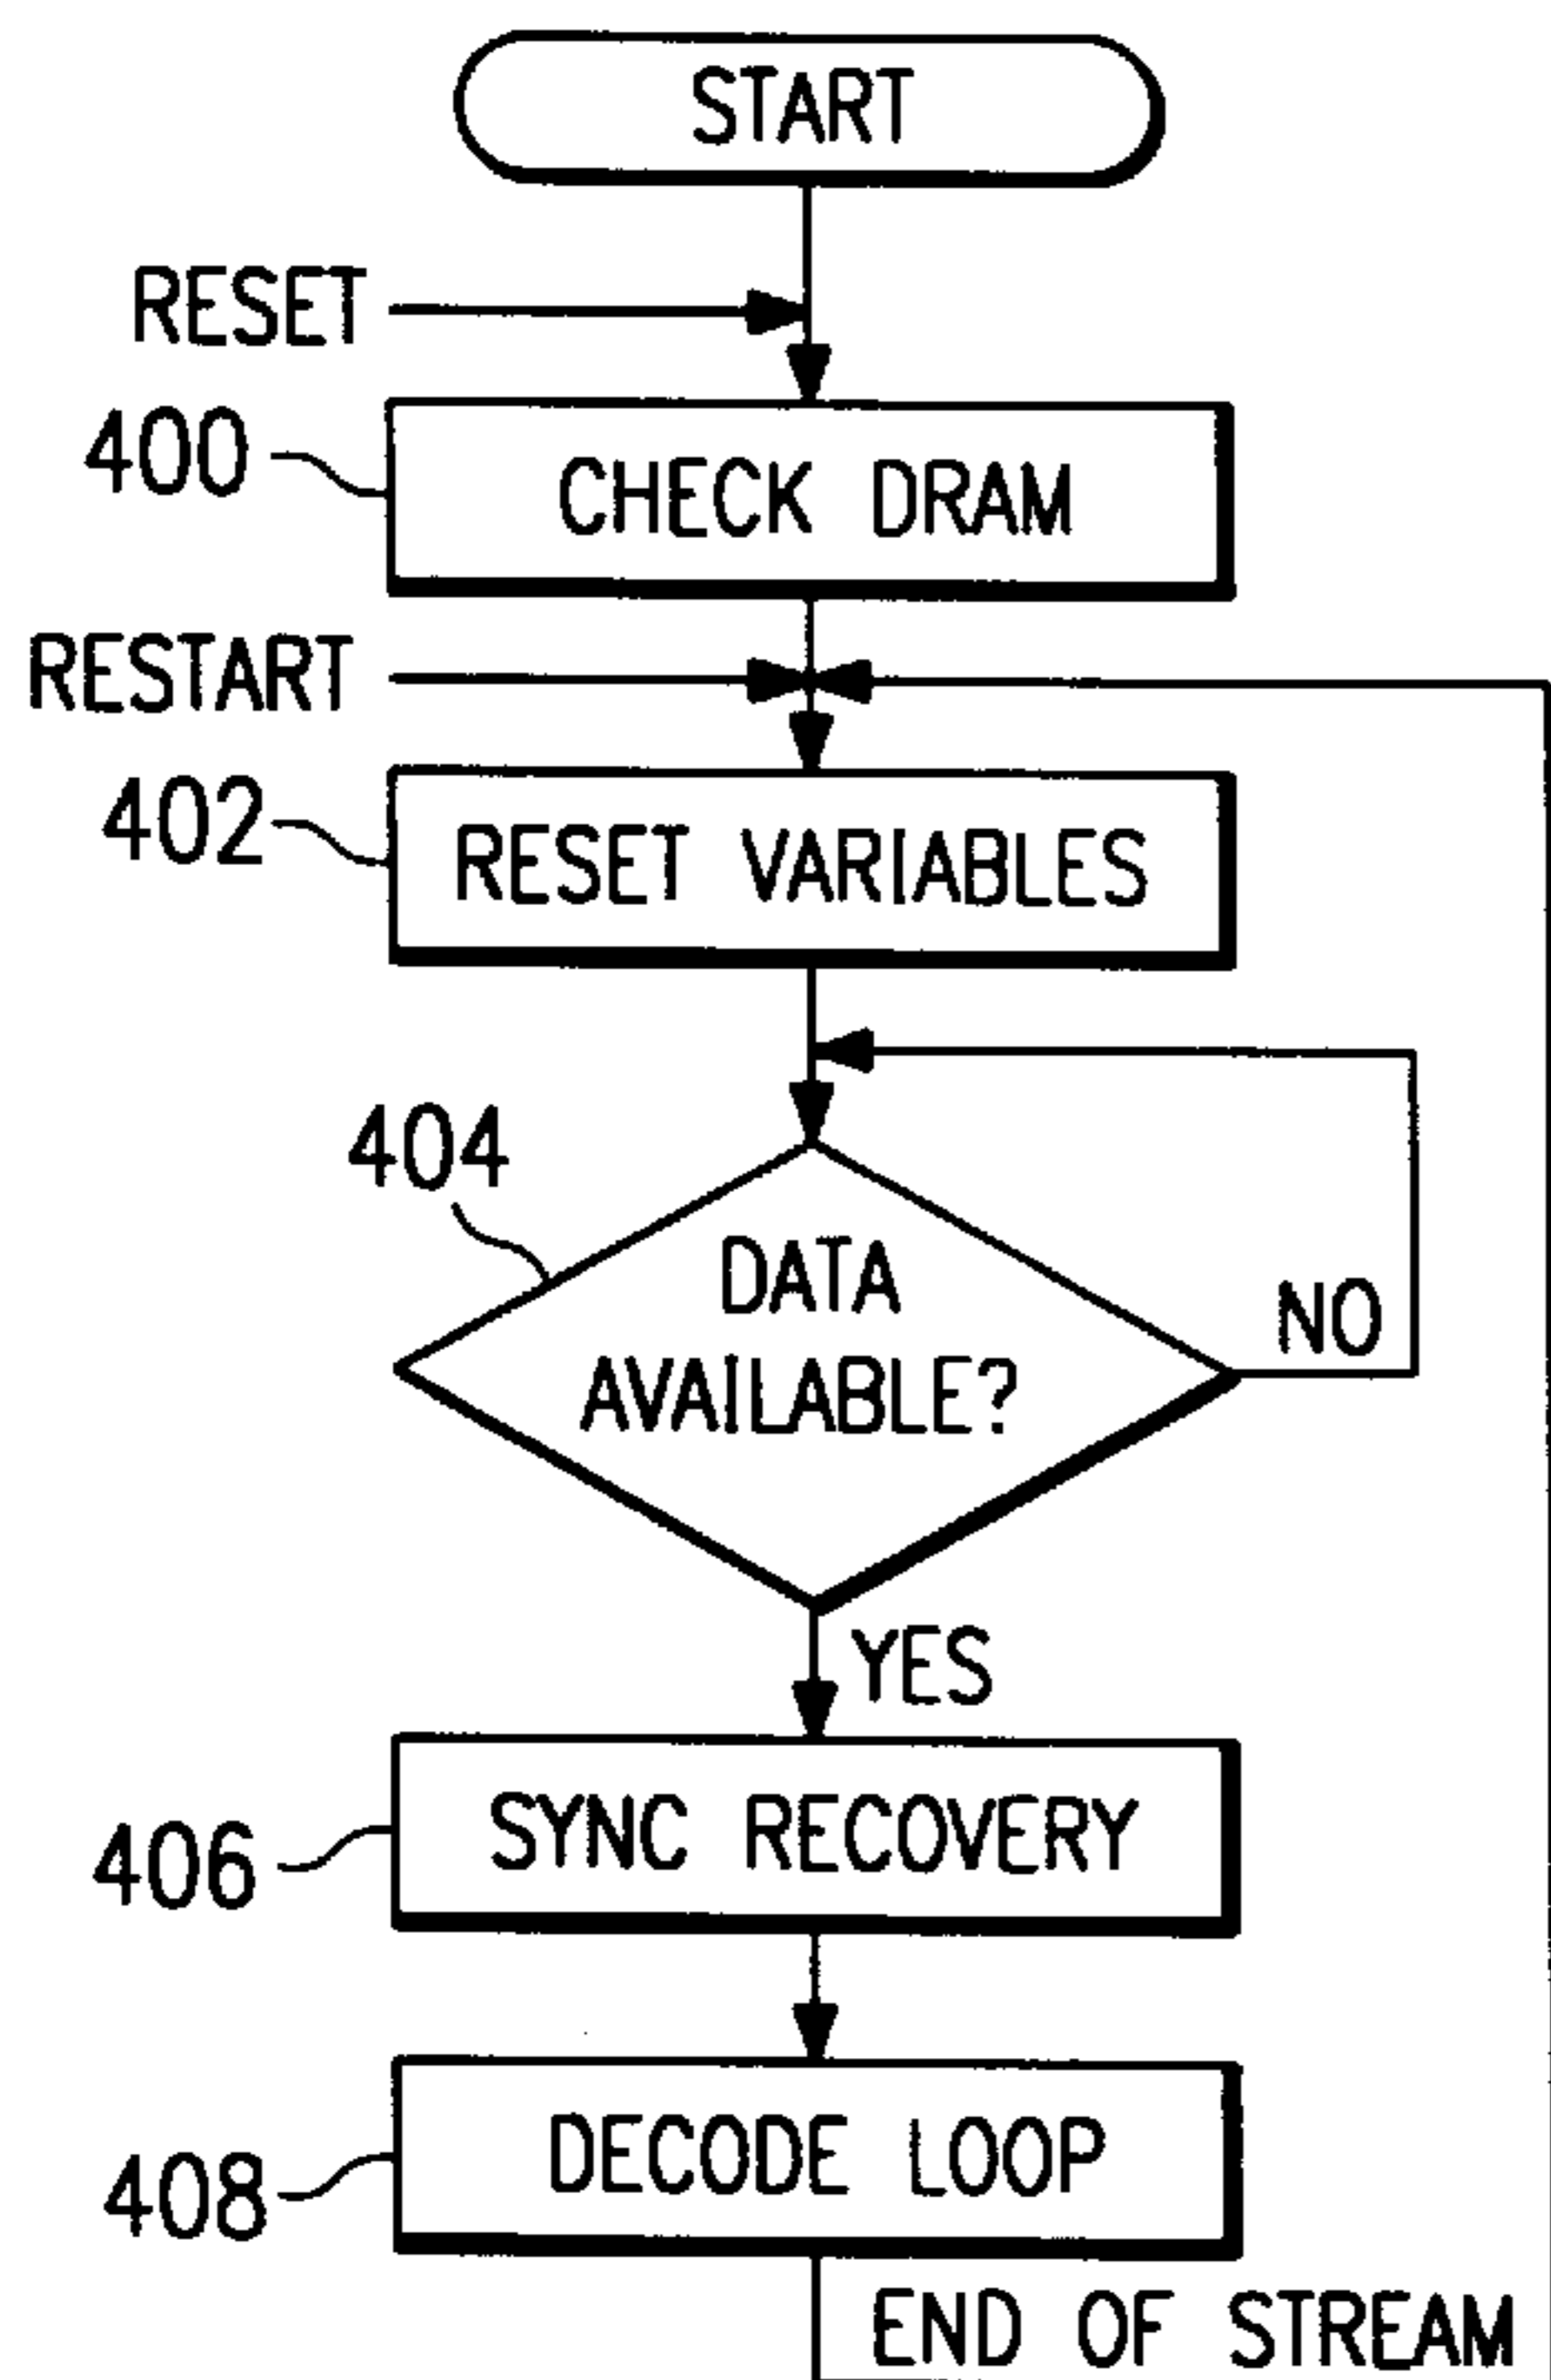 START
RESET
400
CHECK DRAM
RESTART
402
RESET VARIABLES
404
DATA
AVAILABLE?
NO
YES
406
SYNC RECOVERY
408
DECODE LOOP
END OF STREAM